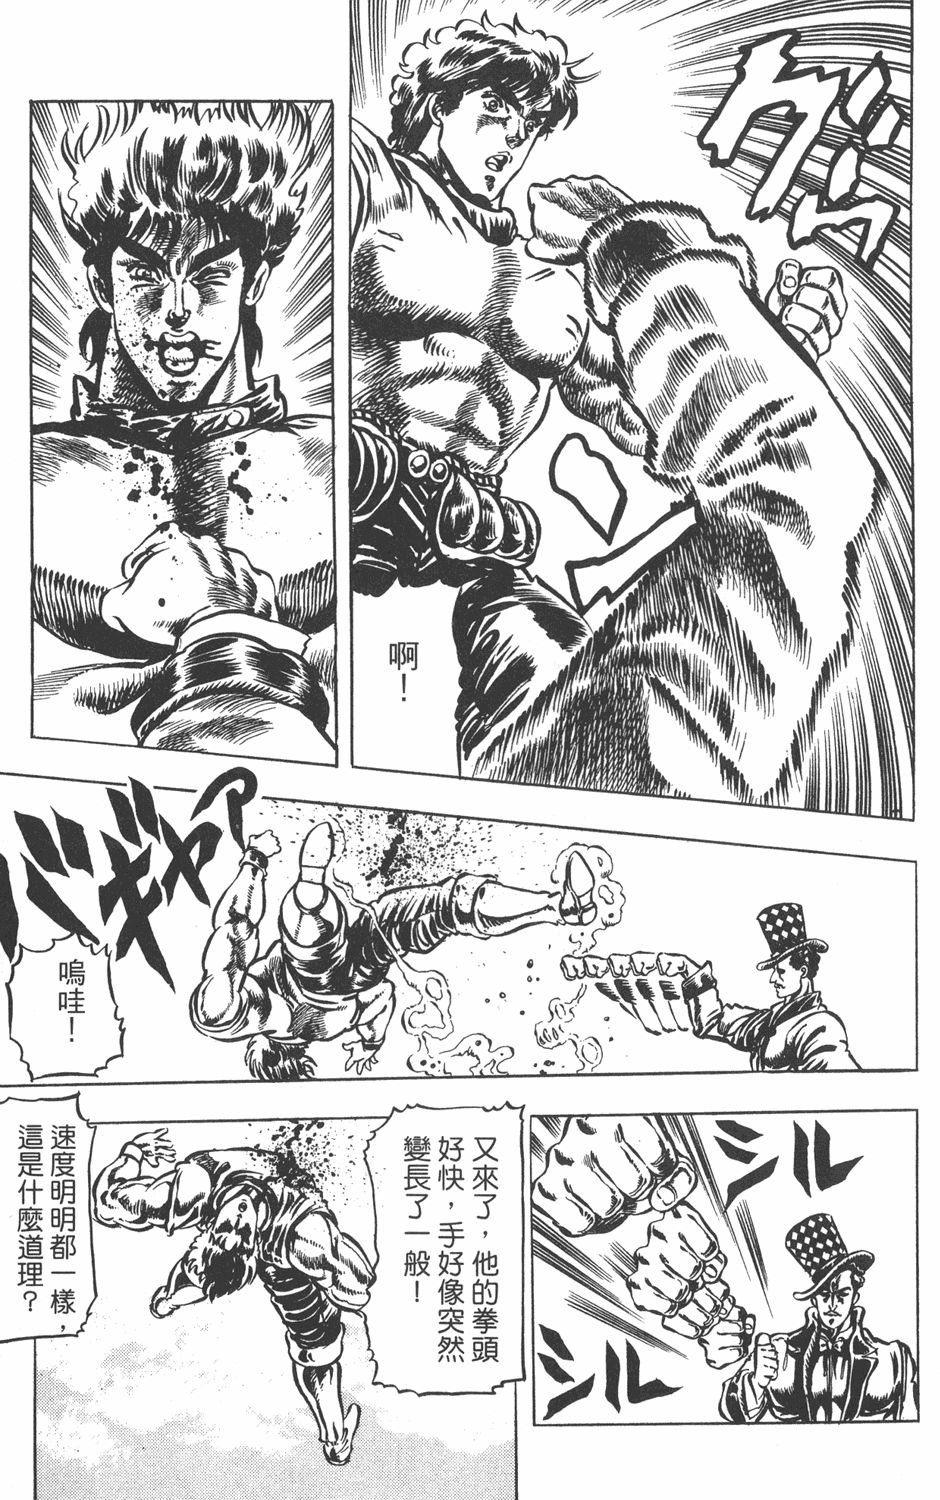 グン
啊！
バギャア
嗚哇！
シル
シル
又來了，他的拳頭
好快，手好像突然
變長了一般！
速度明明都一樣，
這是什麼道理？